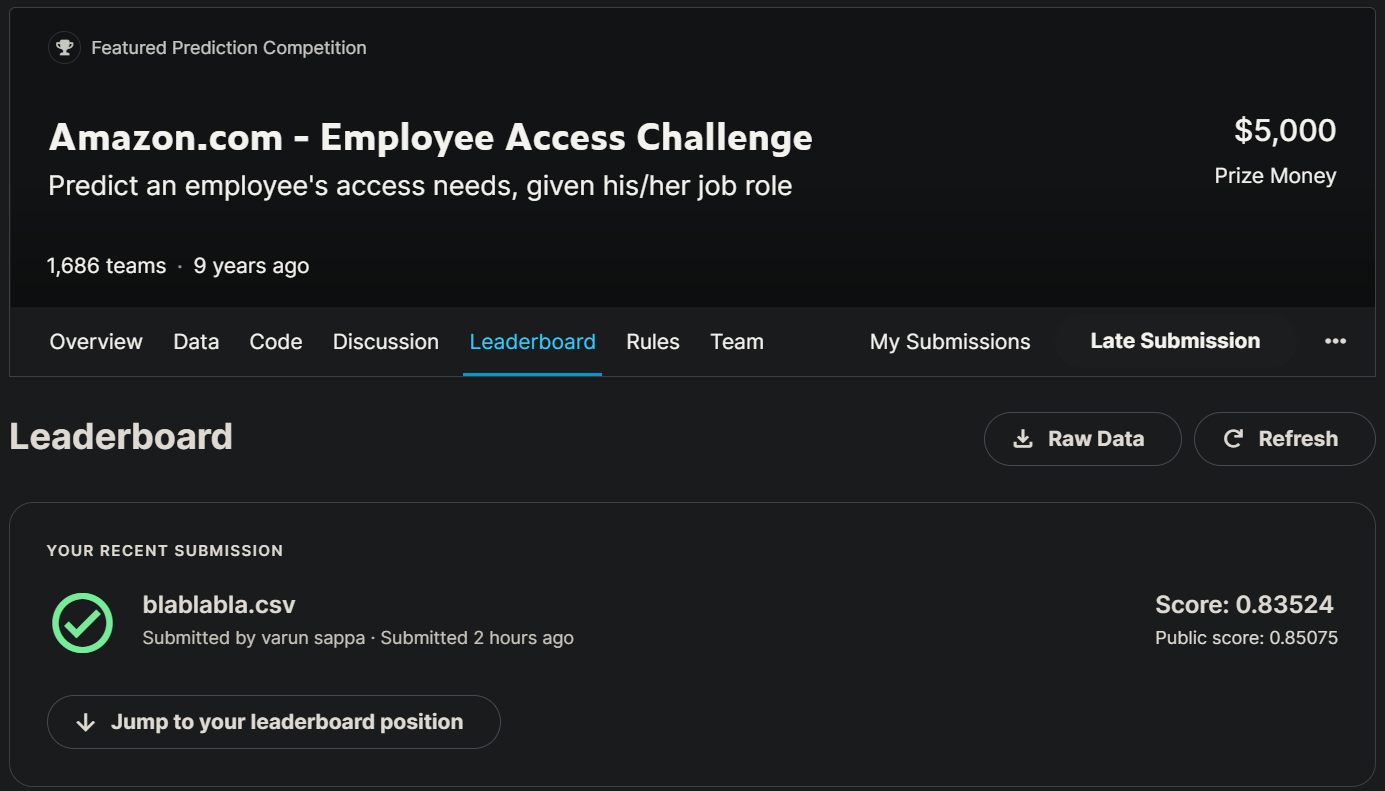 Featured Prediction Competition
Amazon.com - Employee Access Challenge
$5,000
Predict an employee's access needs, given his/her job role
Prize Money
1,686 teams · 9 years ago
Overview Data Code Discussion Leaderboard Rules Team My Submissions Late Submission
Leaderboard
Raw Data Refresh
YOUR RECENT SUBMISSION
blablabla.csv
Score: 0.83524
Submitted by varun sappa · Submitted 2 hours ago
Public score: 0.85075
Jump to your leaderboard position